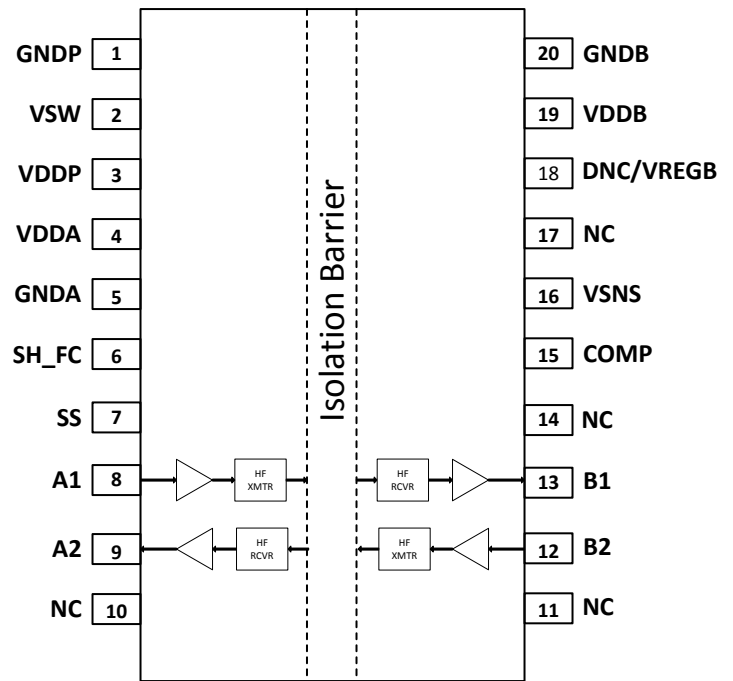 GNDP 1
VSW 2
VDDP 3
VDDA 4
GNDA 5
SH_FC 6
SS 7
A1 8
A2 9
NC 10
HF
XMTR
HF
RCVR
Isolation Barrier
HF
RCVR
HF
XMTR
20 GNDB
19 VDDB
18 DNC/VREGB
17 NC
16 VSNS
15 COMP
14 NC
13 B1
12 B2
11 NC